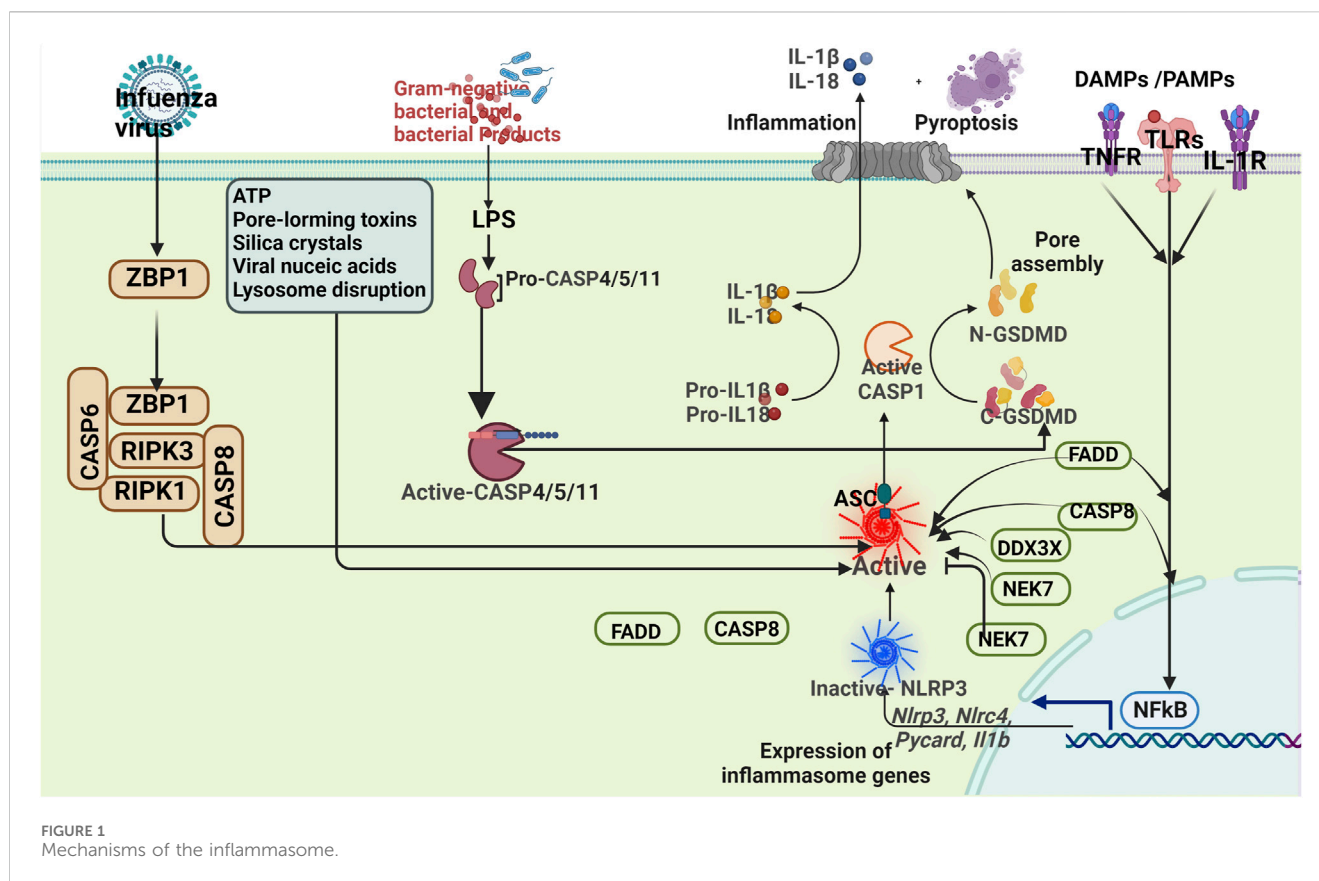 Infuenza
virus
Gram-negative
bacterial and
bacterial Products
IL-1β
IL-18
+
Inflammation
Pyroptosis
DAMPs /PAMPs
TNFR
TLRs
IL-1R
ATP
Pore-lorming toxins
Silica crystals
Viral nuceic acids
Lysosome disruption
LPS
Pro-CASP4/5/11
Active-CASP4/5/11
ZBP1
CASP6
ZBP1
RIPK3
RIPK1
CASP8
IL-1β
IL-18
Pro-IL1β
Pro-IL18
Active
CASP1
Pore
assembly
N-GSDMD
C-GSDMD
FADD
CASP8
DDX3X
NEK7
NEK7
ASC
Active
FADD
CASP8
Inactive- NLRP3
Nlrp3, Nlrc4,
Pycard, Il1b
Expression of
inflammasome genes
NFkB
FIGURE 1
Mechanisms of the inflammasome.